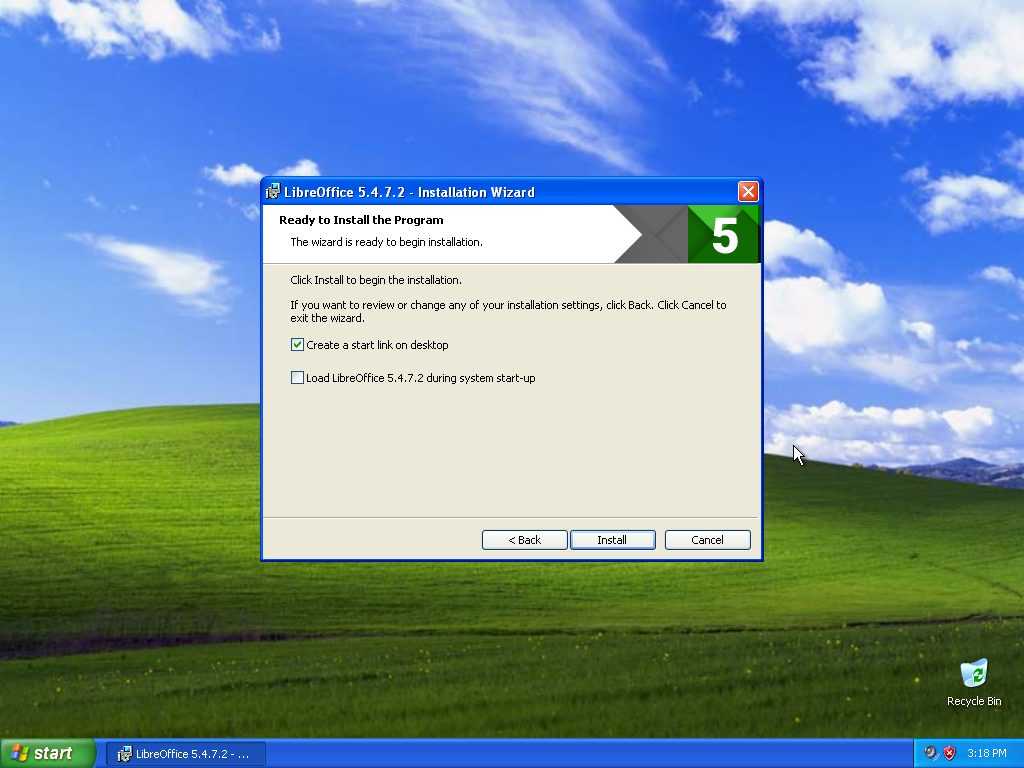 LibreOffice 5.4.7.2 - Installation Wizard
Ready to Install the Program
The wizard is ready to begin installation.
5
Click Install to begin the installation.
If you want to review or change any of your installation settings, click Back. Click Cancel to
exit the wizard.
Create a start link on desktop
Load LibreOffice 5.4.7.2 during system start-up
< Back
Install
Cancel
Recycle Bin
start
LibreOffice 5.4.7.2 - ...
3:18 PM